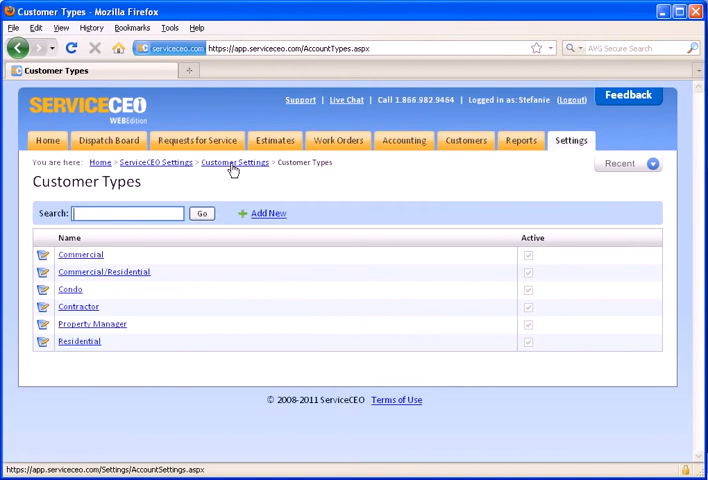 Customer Types - Mozilla Firefox
File Edit View History Bookmarks Tools Help
serviceceo.com https://app.serviceceo.com/AccountTypes.aspx AVG Secure Search
Customer Types
SERVICECEO
WEBEdition
Support | Live Chat | Call 1.866.982.9464 | Logged in as: Stefanie (Logout)
Feedback
Home Dispatch Board Requests for Service Estimates Work Orders Accounting Customers Reports Settings
You are here: Home > ServiceCEO Settings > Customer Settings > Customer Types
Recent
Customer Types
Search: Go Add New
Name Active
Commercial
Commercial/Residential
Condo
Contractor
Property Manager
Residential
© 2008-2011 ServiceCEO Terms of Use
https://app.serviceceo.com/Settings/AccountSettings.aspx